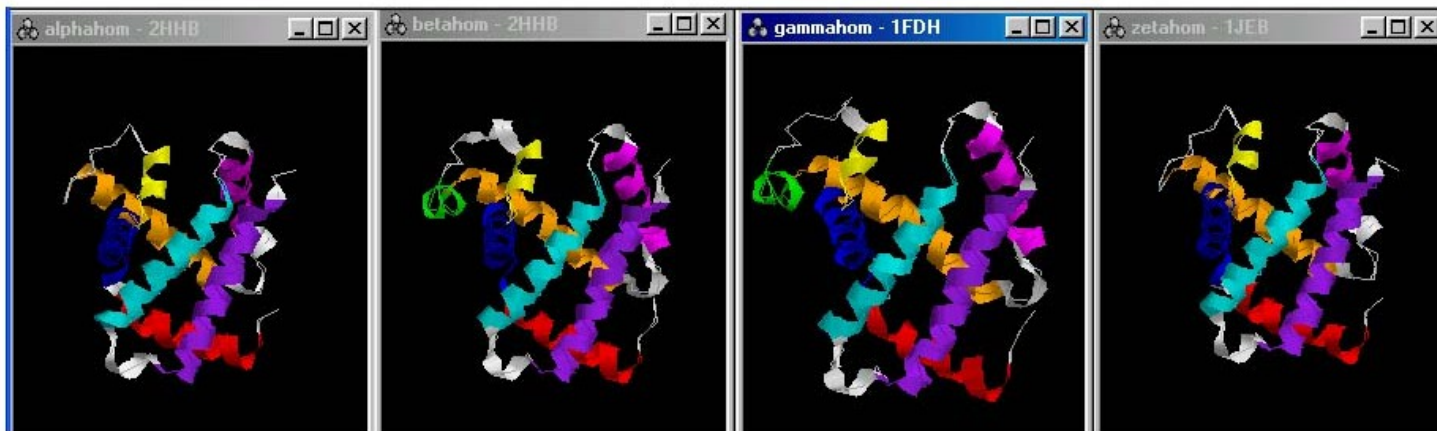 alphahom - 2HHB
betahom - 2HHB
gammahom - 1FDH
zetahom - 1JEB